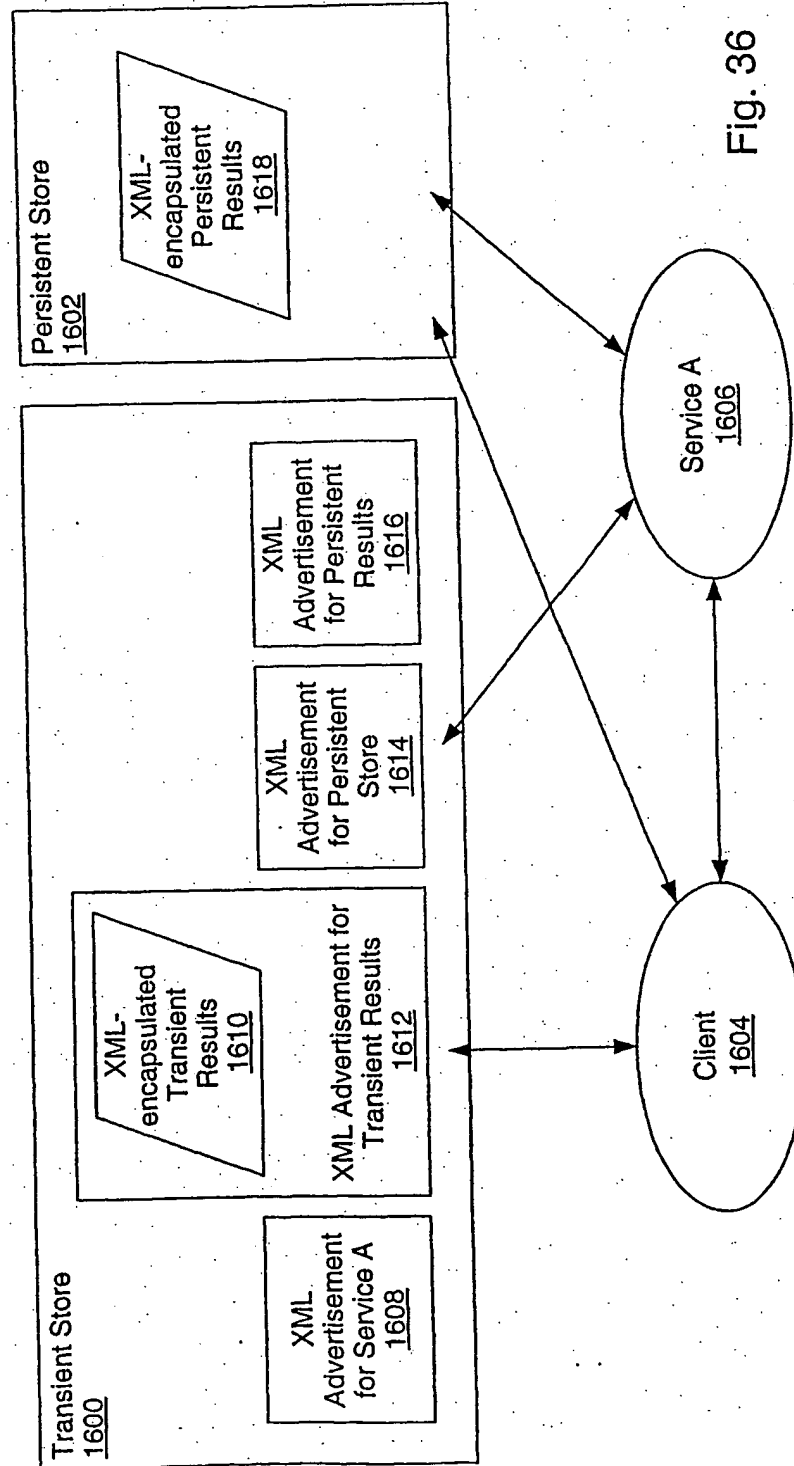 Transient Store
1600
XML
Advertisement
for Service A
1608
XML-
encapsulated
Transient
Results
1610
XML Advertisement for
Transient Results
1612
XML
Advertisement
for Persistent
Store
1614
XML
Advertisement
for Persistent
Results
1616
Persistent Store
1602
XML-
encapsulated
Persistent
Results
1618
Client
1604
Service A
1606
Fig. 36